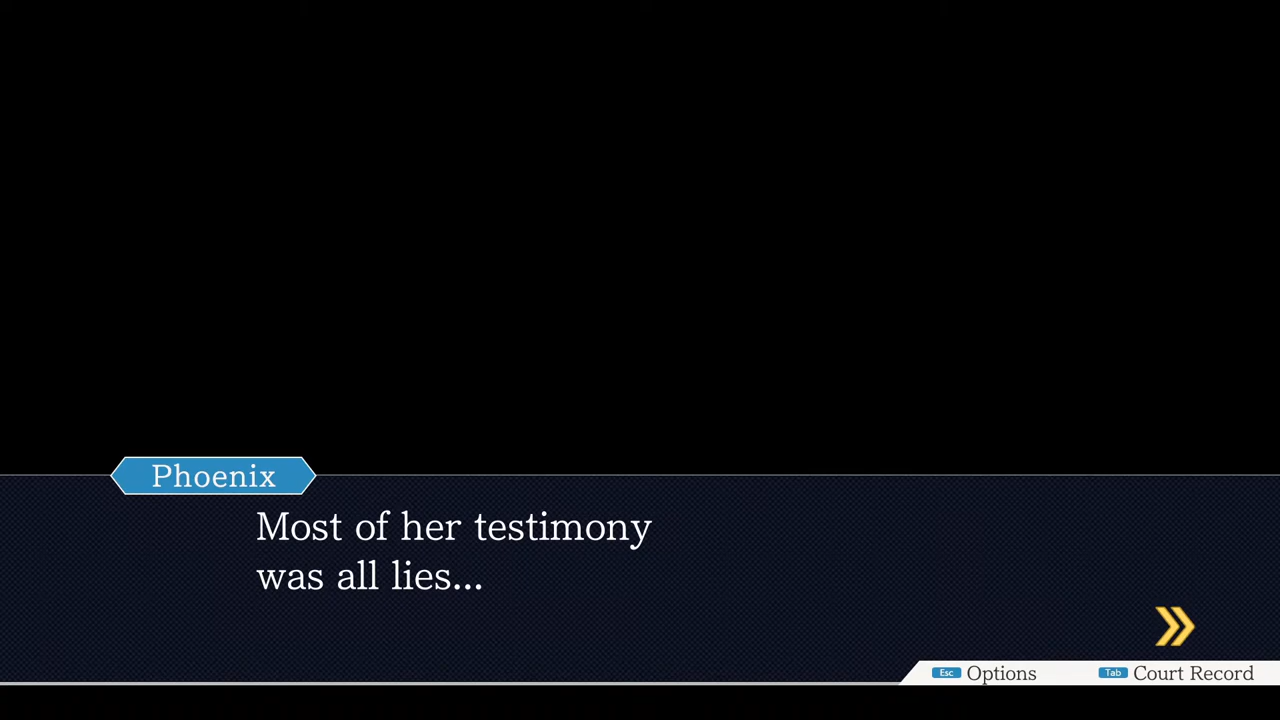 Phoenix
Most of her testimony
was all lies...
Esc Options Tab Court Record